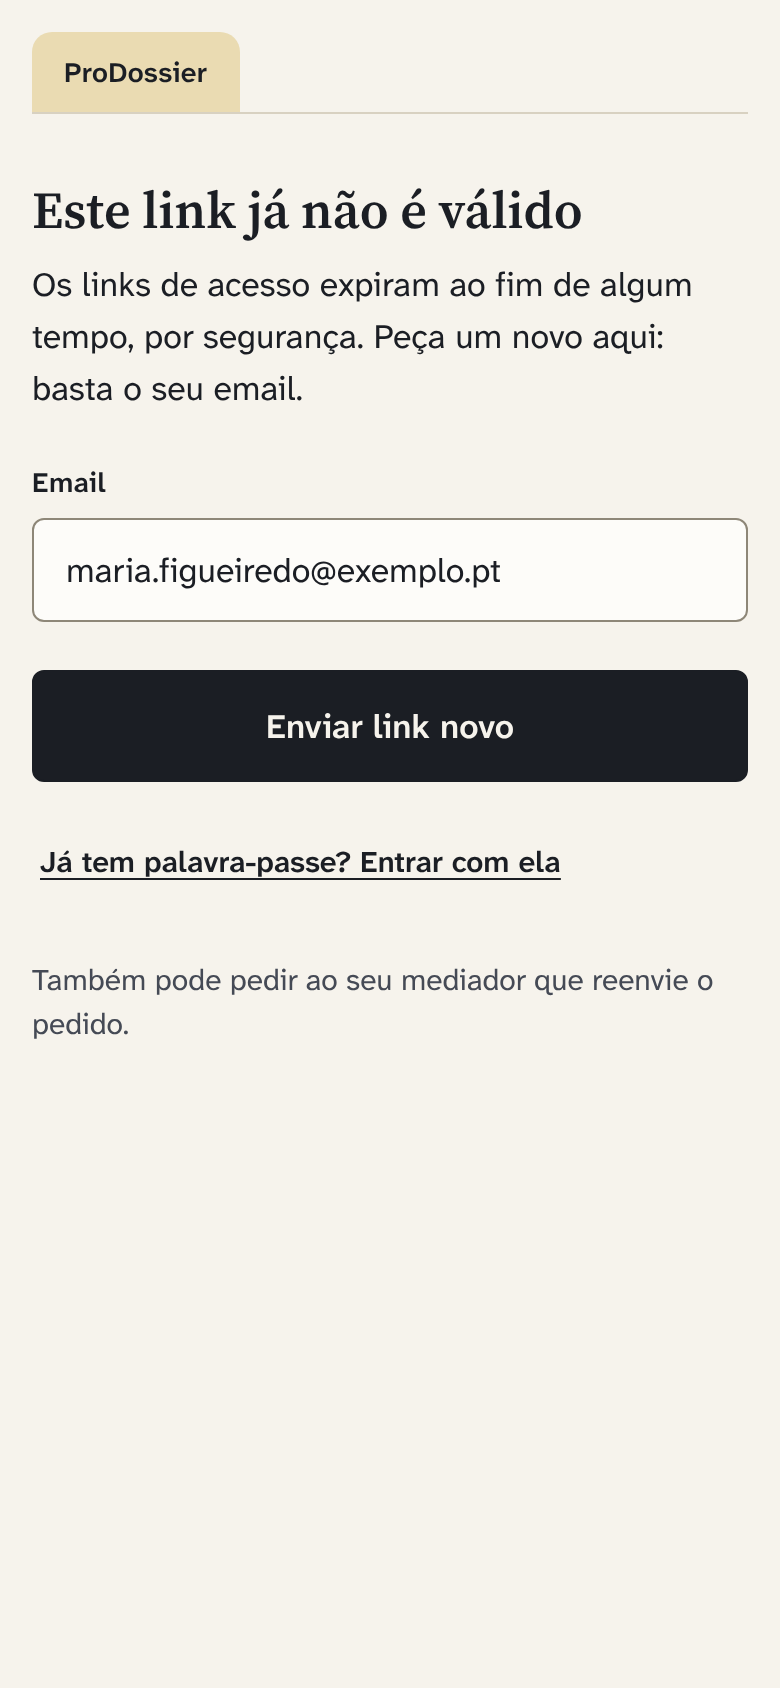 ProDossier
Este link já não é válido
Os links de acesso expiram ao fim de algum
tempo, por segurança. Peça um novo aqui:
basta o seu email.
Email
maria.figueiredo@exemplo.pt
Enviar link novo
Já tem palavra-passe? Entrar com ela
Também pode pedir ao seu mediador que reenvie o
pedido.